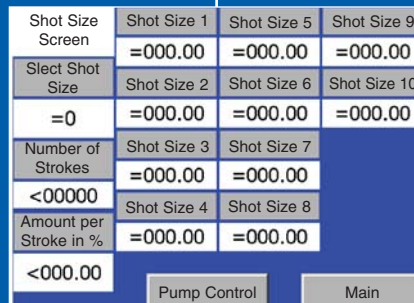 Shot Size
Screen
Slect Shot
Size
=0
Number of
Strokes
<00000
Amount per
Stroke in %
<000.00
Shot Size 1
=000.00
Shot Size 2
=000.00
Shot Size 3
=000.00
Shot Size 4
=000.00
Shot Size 5
=000.00
Shot Size 6
=000.00
Shot Size 7
=000.00
Shot Size 8
=000.00
Shot Size 9
=000.00
Shot Size 10
=000.00
Pump Control
Main